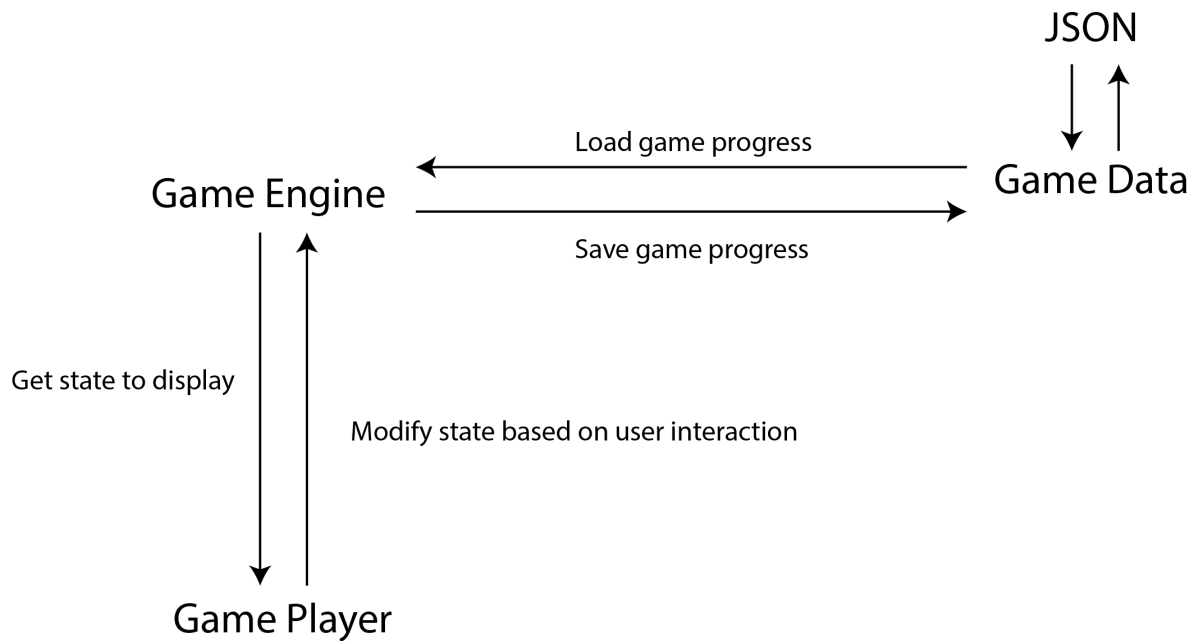 JSON
Load game progress
Game Data
Game Engine
Save game progress
Get state to display
Modify state based on user interaction
Game Player